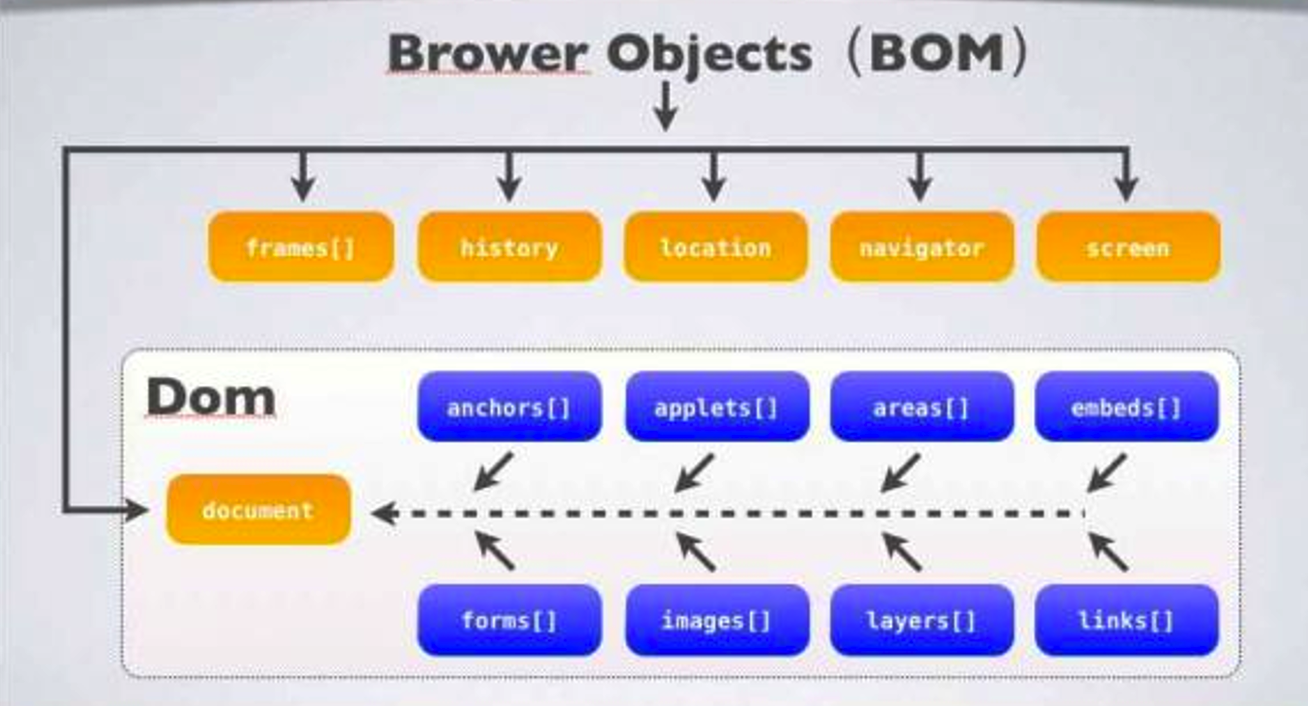 Brower Objects（BOM）
frames[] history location navigator screen
Dom
anchors[] applets[] areas[] embeds[]
document
forms[] images[] layers[] links[]